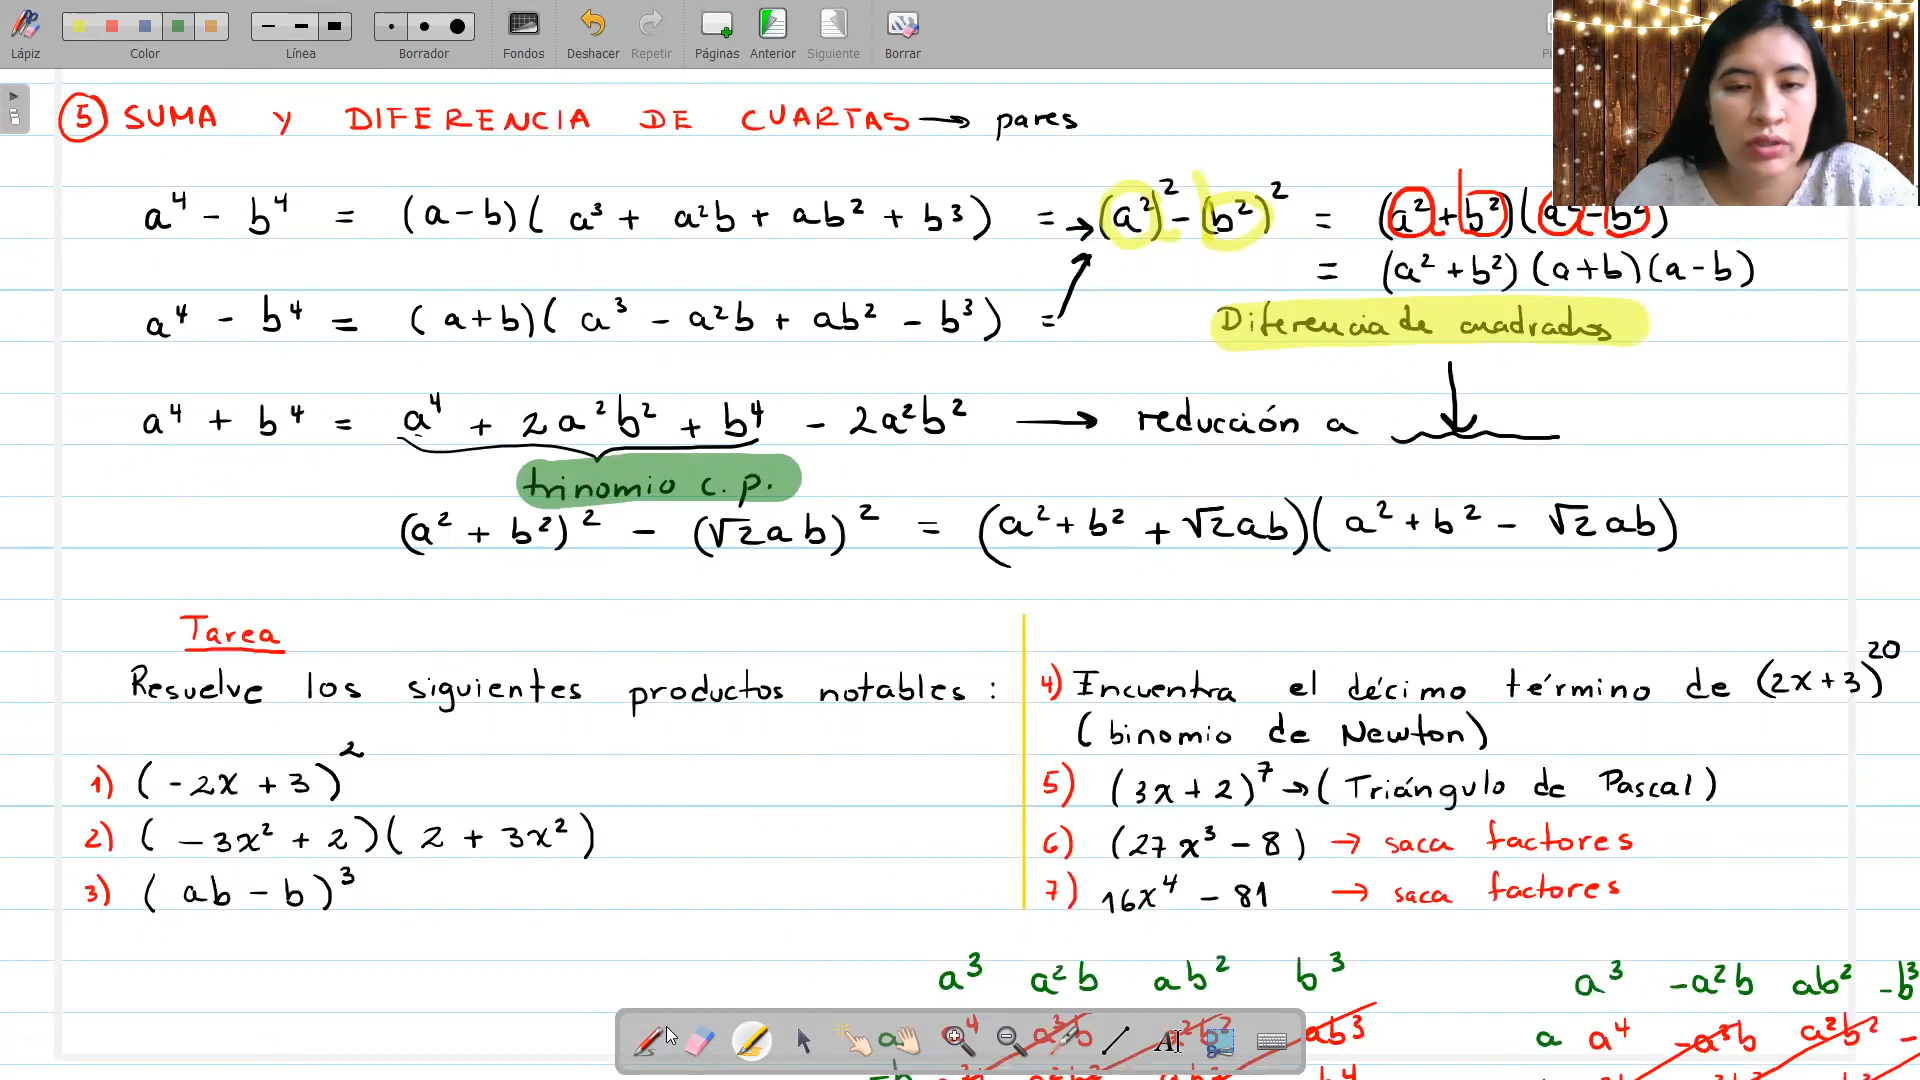 Lápiz Color Línea Borrador Fondos Deshacer Repetir Páginas Anterior Siguiente Borrar
5 SUMA y DIFERENCIA DE CUARTAS → pares
a⁴ - b⁴ = (a-b)( a³ + a²b + ab² + b³) = (a²)² - (b²)² = (a²+b²)(a²-b²)
= (a²+b²)(a+b)(a-b)
a⁴ - b⁴ = (a+b)( a³ - a²b + ab² - b³) =
Diferencia de cuadrados
a⁴ + b⁴ = a⁴ + 2a²b² + b⁴ - 2a²b² → reducción a
trinomio c.p.
(a² + b²)² - (√2ab)² = (a²+b²+√2ab)(a²+b²-√2ab)
Tarea
Resuelve los siguientes productos notables:
1) (-2x+3)²
2) (-3x²+2)(2+3x²)
3) (ab-b)³
4) Encuentra el décimo término de (2x+3)²⁰
(binomio de Newton)
5) (3x+2)⁷ → (Triángulo de Pascal)
6) (27x³-8) → saca factores
7) 16x⁴ - 81 → saca factores
a³ a²b ab² b³ a³ -a²b ab² -b³
ab³ a a⁴ -a³b a²b²